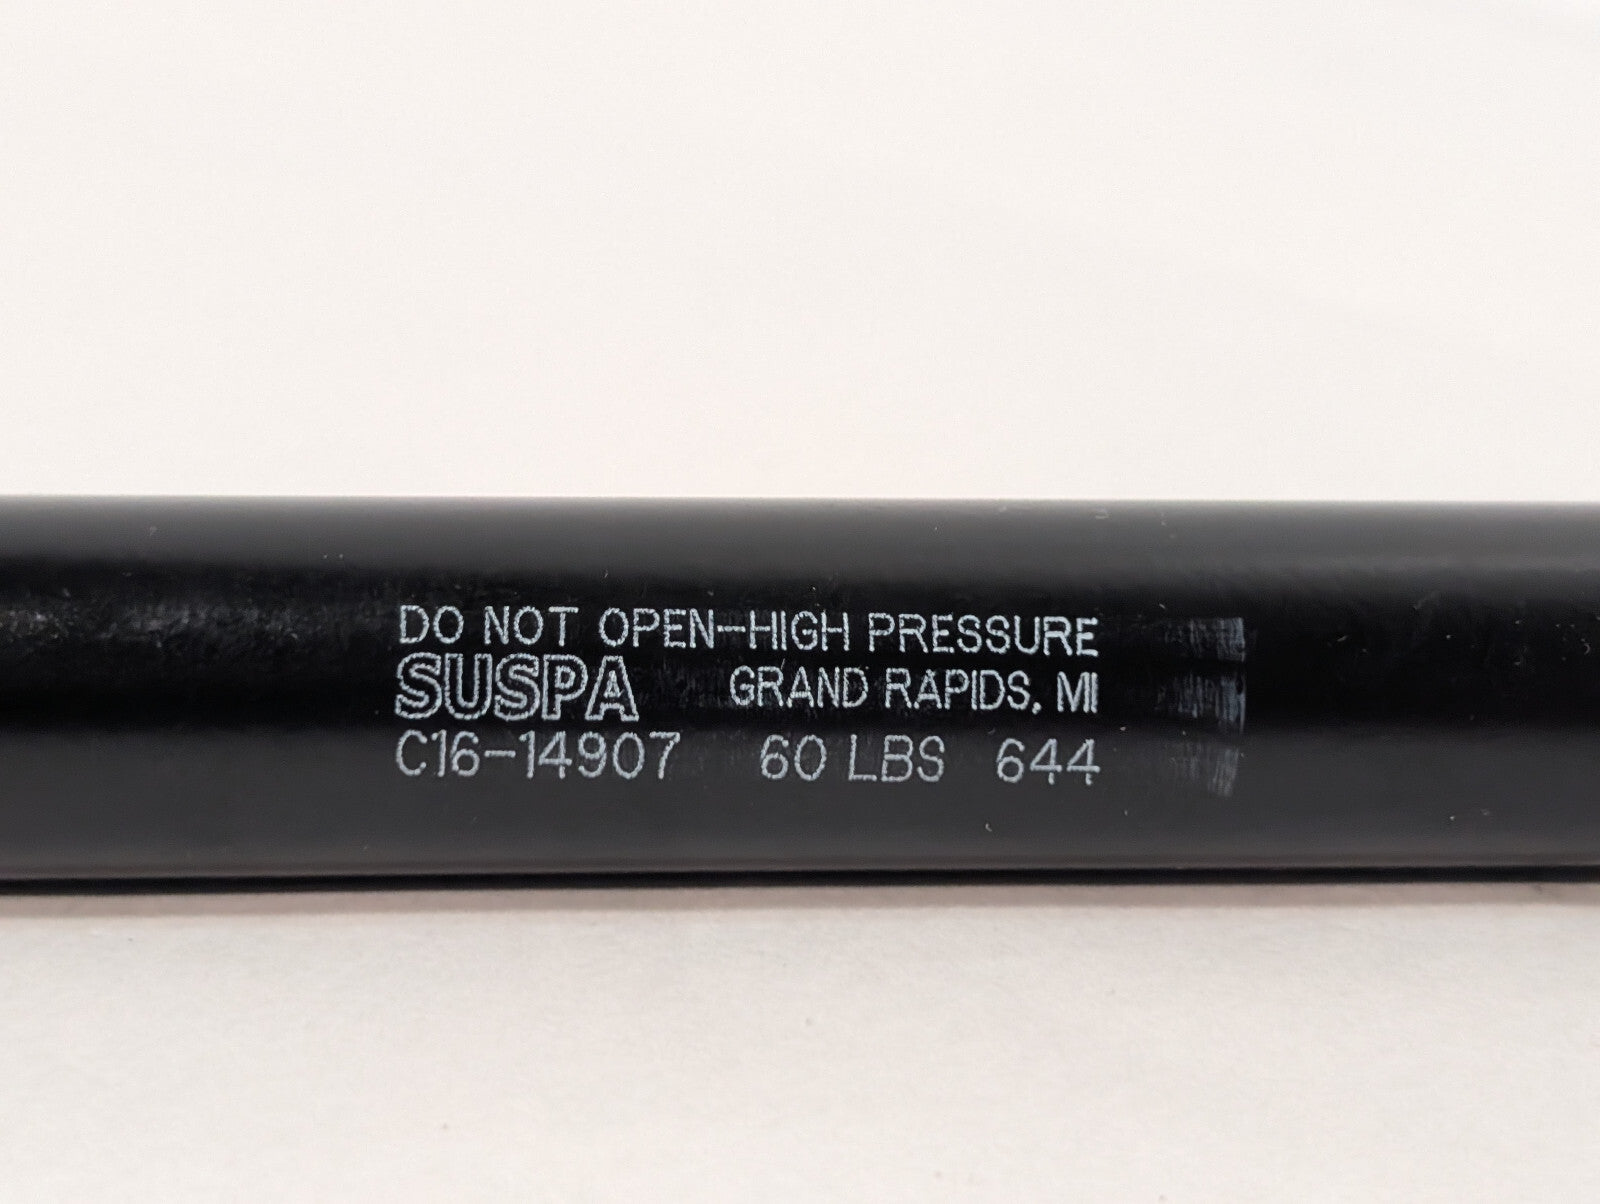 DO NOT OPEN-HIGH PRESSURE
SUSPA GRAND RAPIDS, MI
C16-14907 60 LBS 644